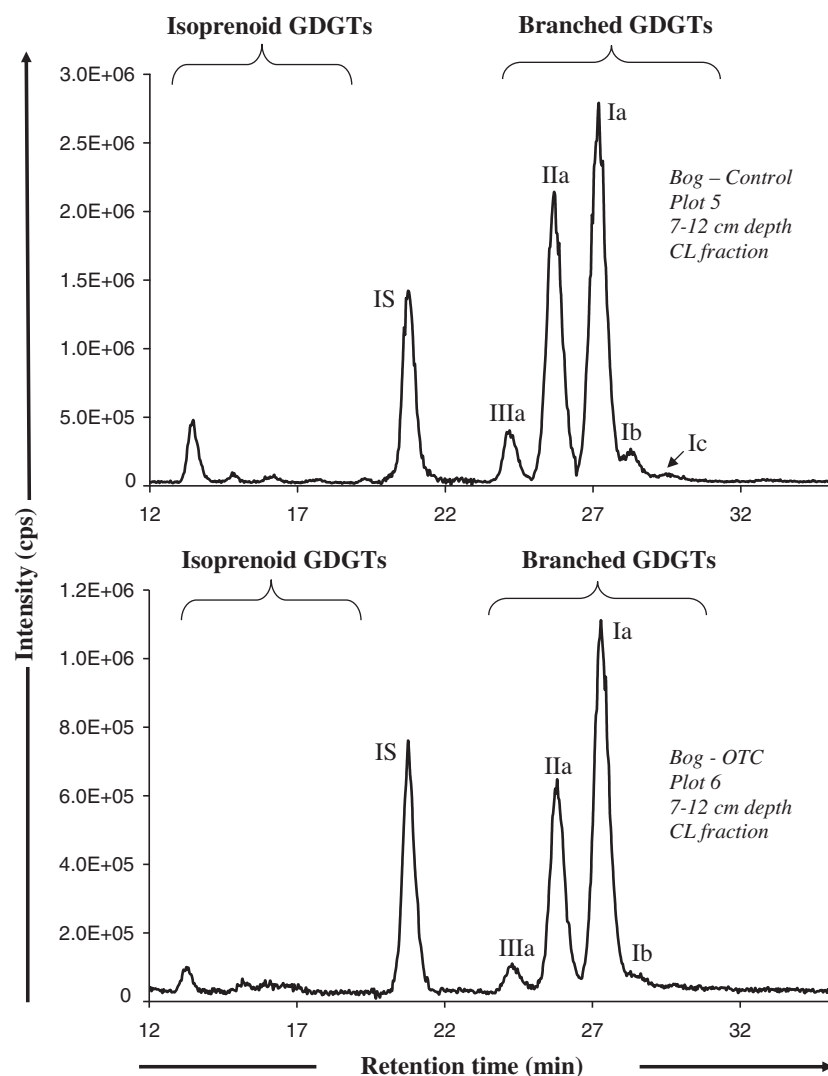 Isoprenoid GDGTs
Branched GDGTs
3.0E+06
2.5E+06
2.0E+06
1.5E+06
1.0E+06
5.0E+05
0
IS
IIIa
IIa
Ia
Ib
Ic
Bog – Control
Plot 5
7-12 cm depth
CL fraction
12 17 22 27 32
Intensity (cps)
Isoprenoid GDGTs
Branched GDGTs
1.2E+06
1.0E+06
8.0E+05
6.0E+05
4.0E+05
2.0E+05
0
IS
IIIa
IIa
Ia
Ib
Bog - OTC
Plot 6
7-12 cm depth
CL fraction
12 17 22 27 32
Retention time (min)